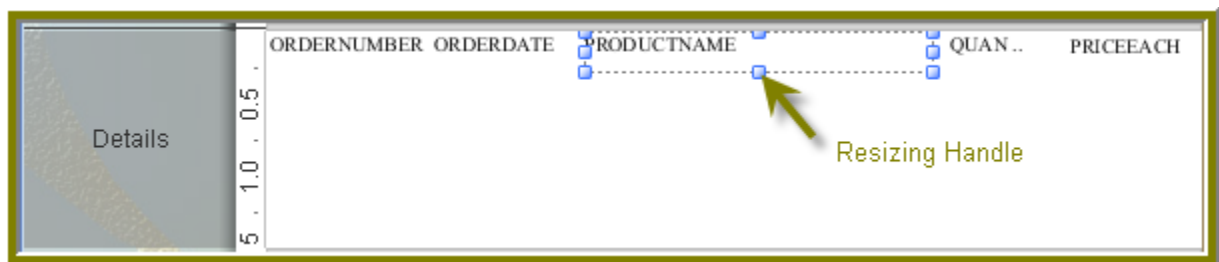 ORDERNUMBER ORDERDATE PRODUCTNAME QUAN.. PRICEEACH
0.5
Details
Resizing Handle
1.0
5